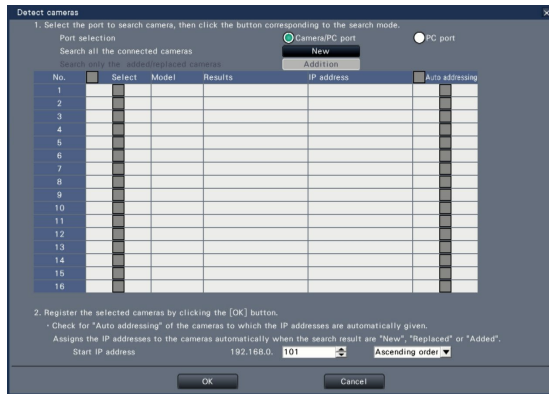 Detect cameras
1. Select the port to search camera, then click the button corresponding to the search mode.
Port selection Camera/PC port PC port
Search all the connected cameras New
Search only the added/replaced cameras Addition
No. Select Model Results IP address Auto addressing
1
2
3
4
5
6
7
8
9
10
11
12
13
14
15
16
2. Register the selected cameras by clicking the [OK] button.
・Check for "Auto addressing" of the cameras to which the IP addresses are automatically given.
Assigns the IP addresses to the cameras automatically when the search result are "New", "Replaced" or "Added".
Start IP address 192.168.0. 101 Ascending order
OK Cancel